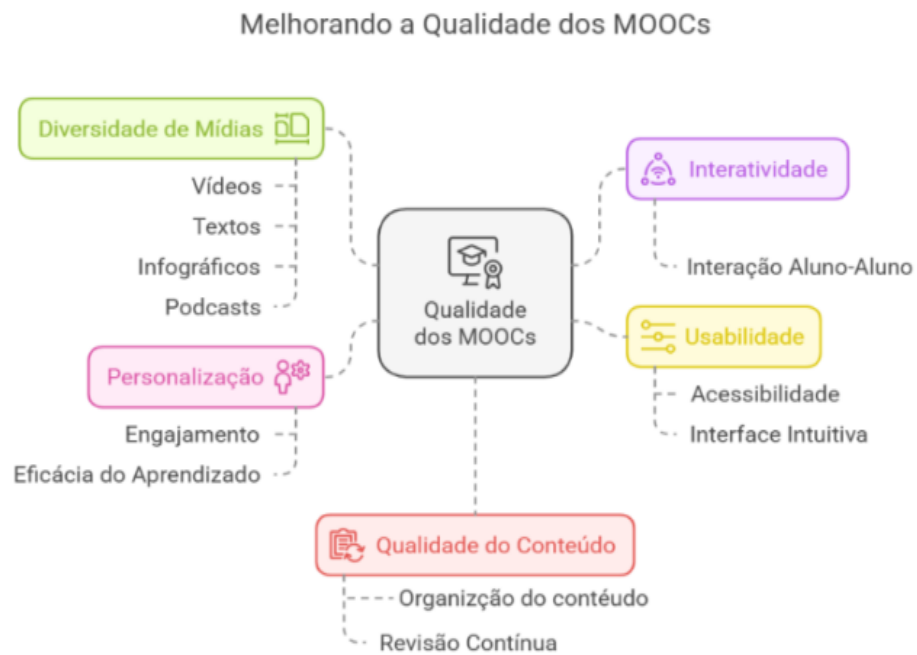 Melhorando a Qualidade dos MOOCs
Diversidade de Mídias
Vídeos
Textos
Infográficos
Podcasts
Personalização
Engajamento
Eficácia do Aprendizado
Qualidade
dos MOOCs
Interatividade
Interação Aluno-Aluno
Usabilidade
Acessibilidade
Interface Intuitiva
Qualidade do Conteúdo
Organizção do contéudo
Revisão Contínua